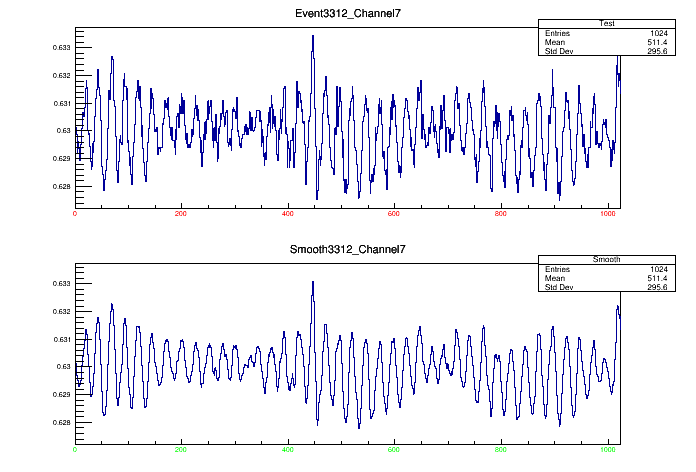 Event3312_Channel7
Test
Entries 1024
Mean 511.4
Std Dev 295.6
0.633
0.632
0.631
0.63
0.629
0.628
0 200 400 600 800 1000
Smooth3312_Channel7
Smooth
Entries 1024
Mean 511.4
Std Dev 295.6
0.633
0.632
0.631
0.63
0.629
0.628
0 200 400 600 800 1000